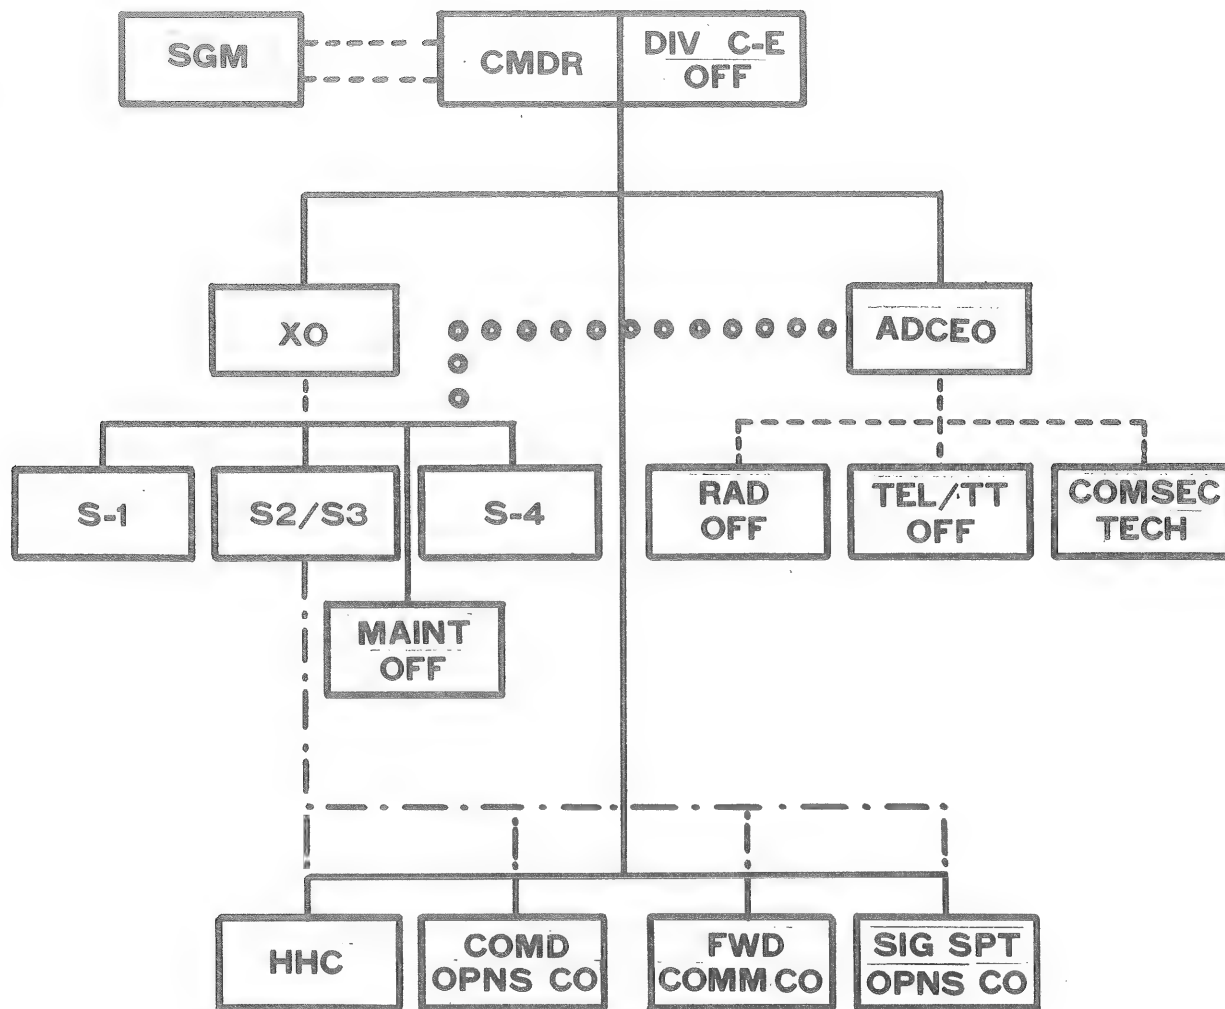 SGM
CMDR
DIV C-E
OFF
XO
ADCEO
S-1
S2/S3
S-4
RAD
OFF
TEL/TT
OFF
COMSEC
TECH
MAINT
OFF
HHC
COMD
OPNS CO
FWD
COMM CO
SIG SPT
OPNS CO